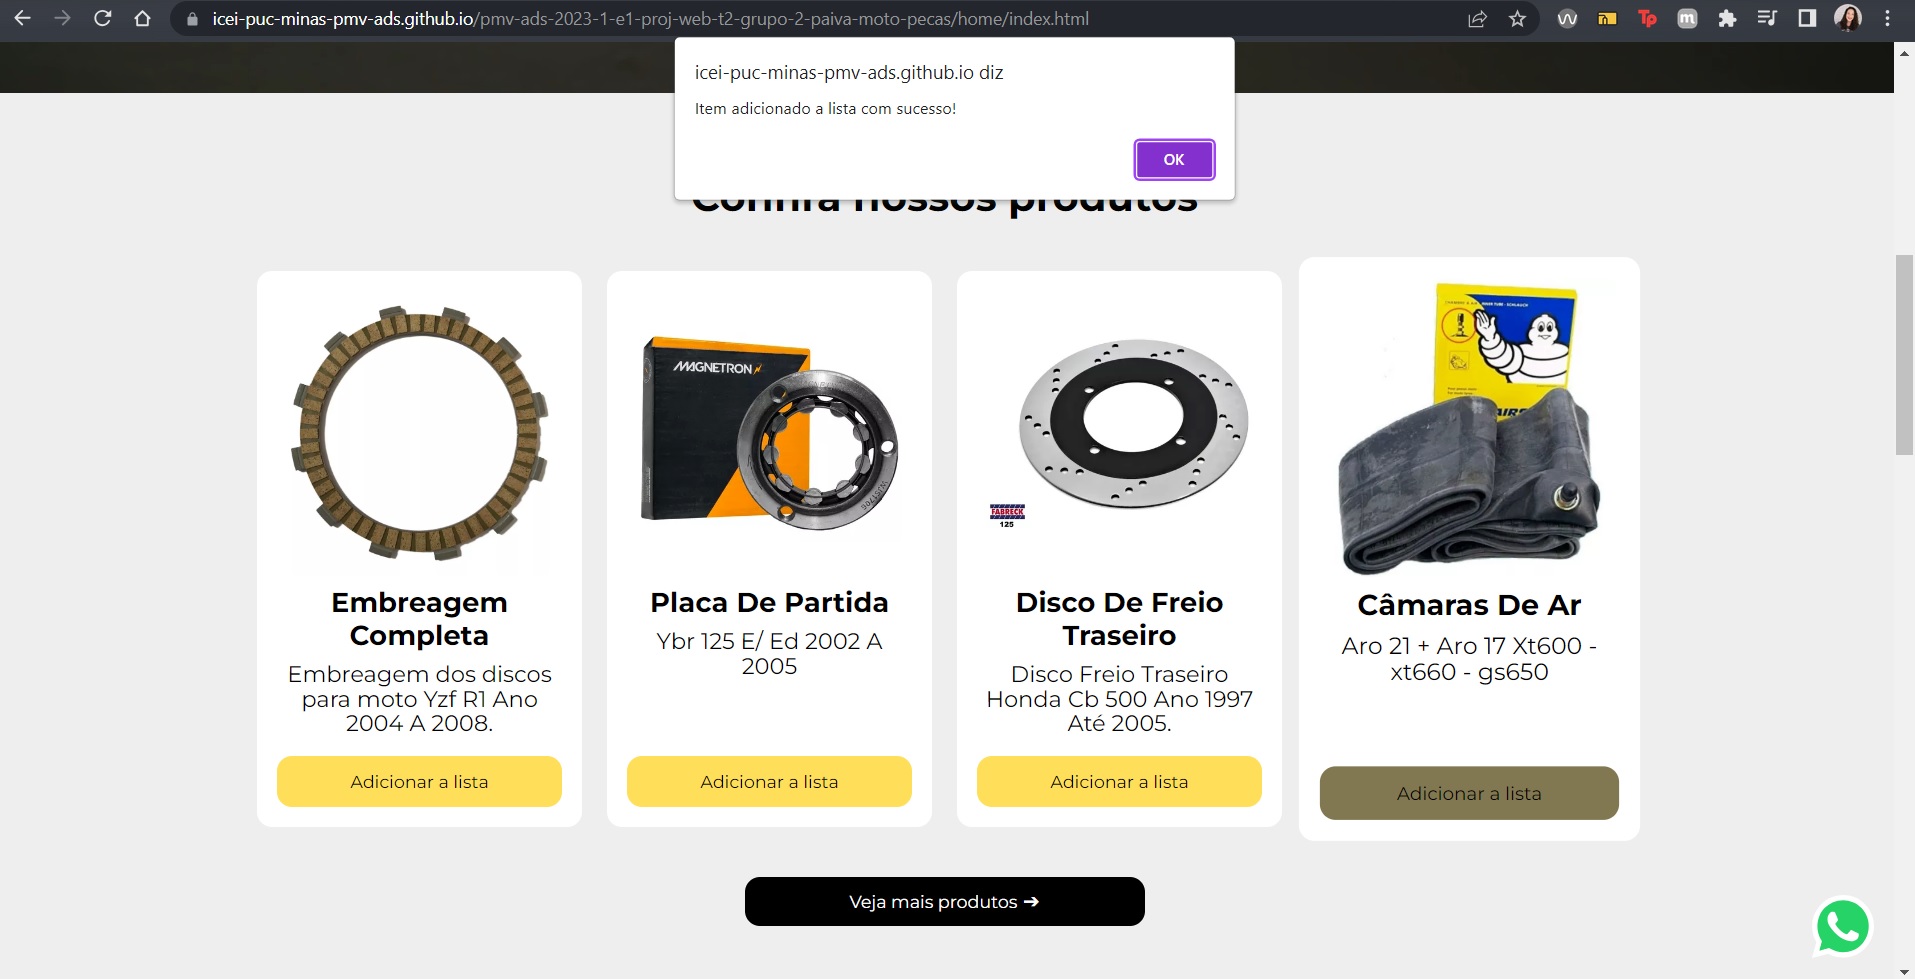 icei-puc-minas-pmv-ads.github.io/pmv-ads-2023-1-e1-proj-web-t2-grupo-2-paiva-moto-pecas/home/index.html
icei-puc-minas-pmv-ads.github.io diz
Item adicionado a lista com sucesso!
OK
Confira nossos produtos
MAGNETRON
FABRECK
125
Embreagem
Completa
Embreagem dos discos
para moto Yzf R1 Ano
2004 A 2008.
Adicionar a lista
Placa De Partida
Ybr 125 E/ Ed 2002 A
2005
Adicionar a lista
Disco De Freio
Traseiro
Disco Freio Traseiro
Honda Cb 500 Ano 1997
Até 2005.
Adicionar a lista
Câmaras De Ar
Aro 21 + Aro 17 Xt600 -
xt660 - gs650
Adicionar a lista
Veja mais produtos ➔